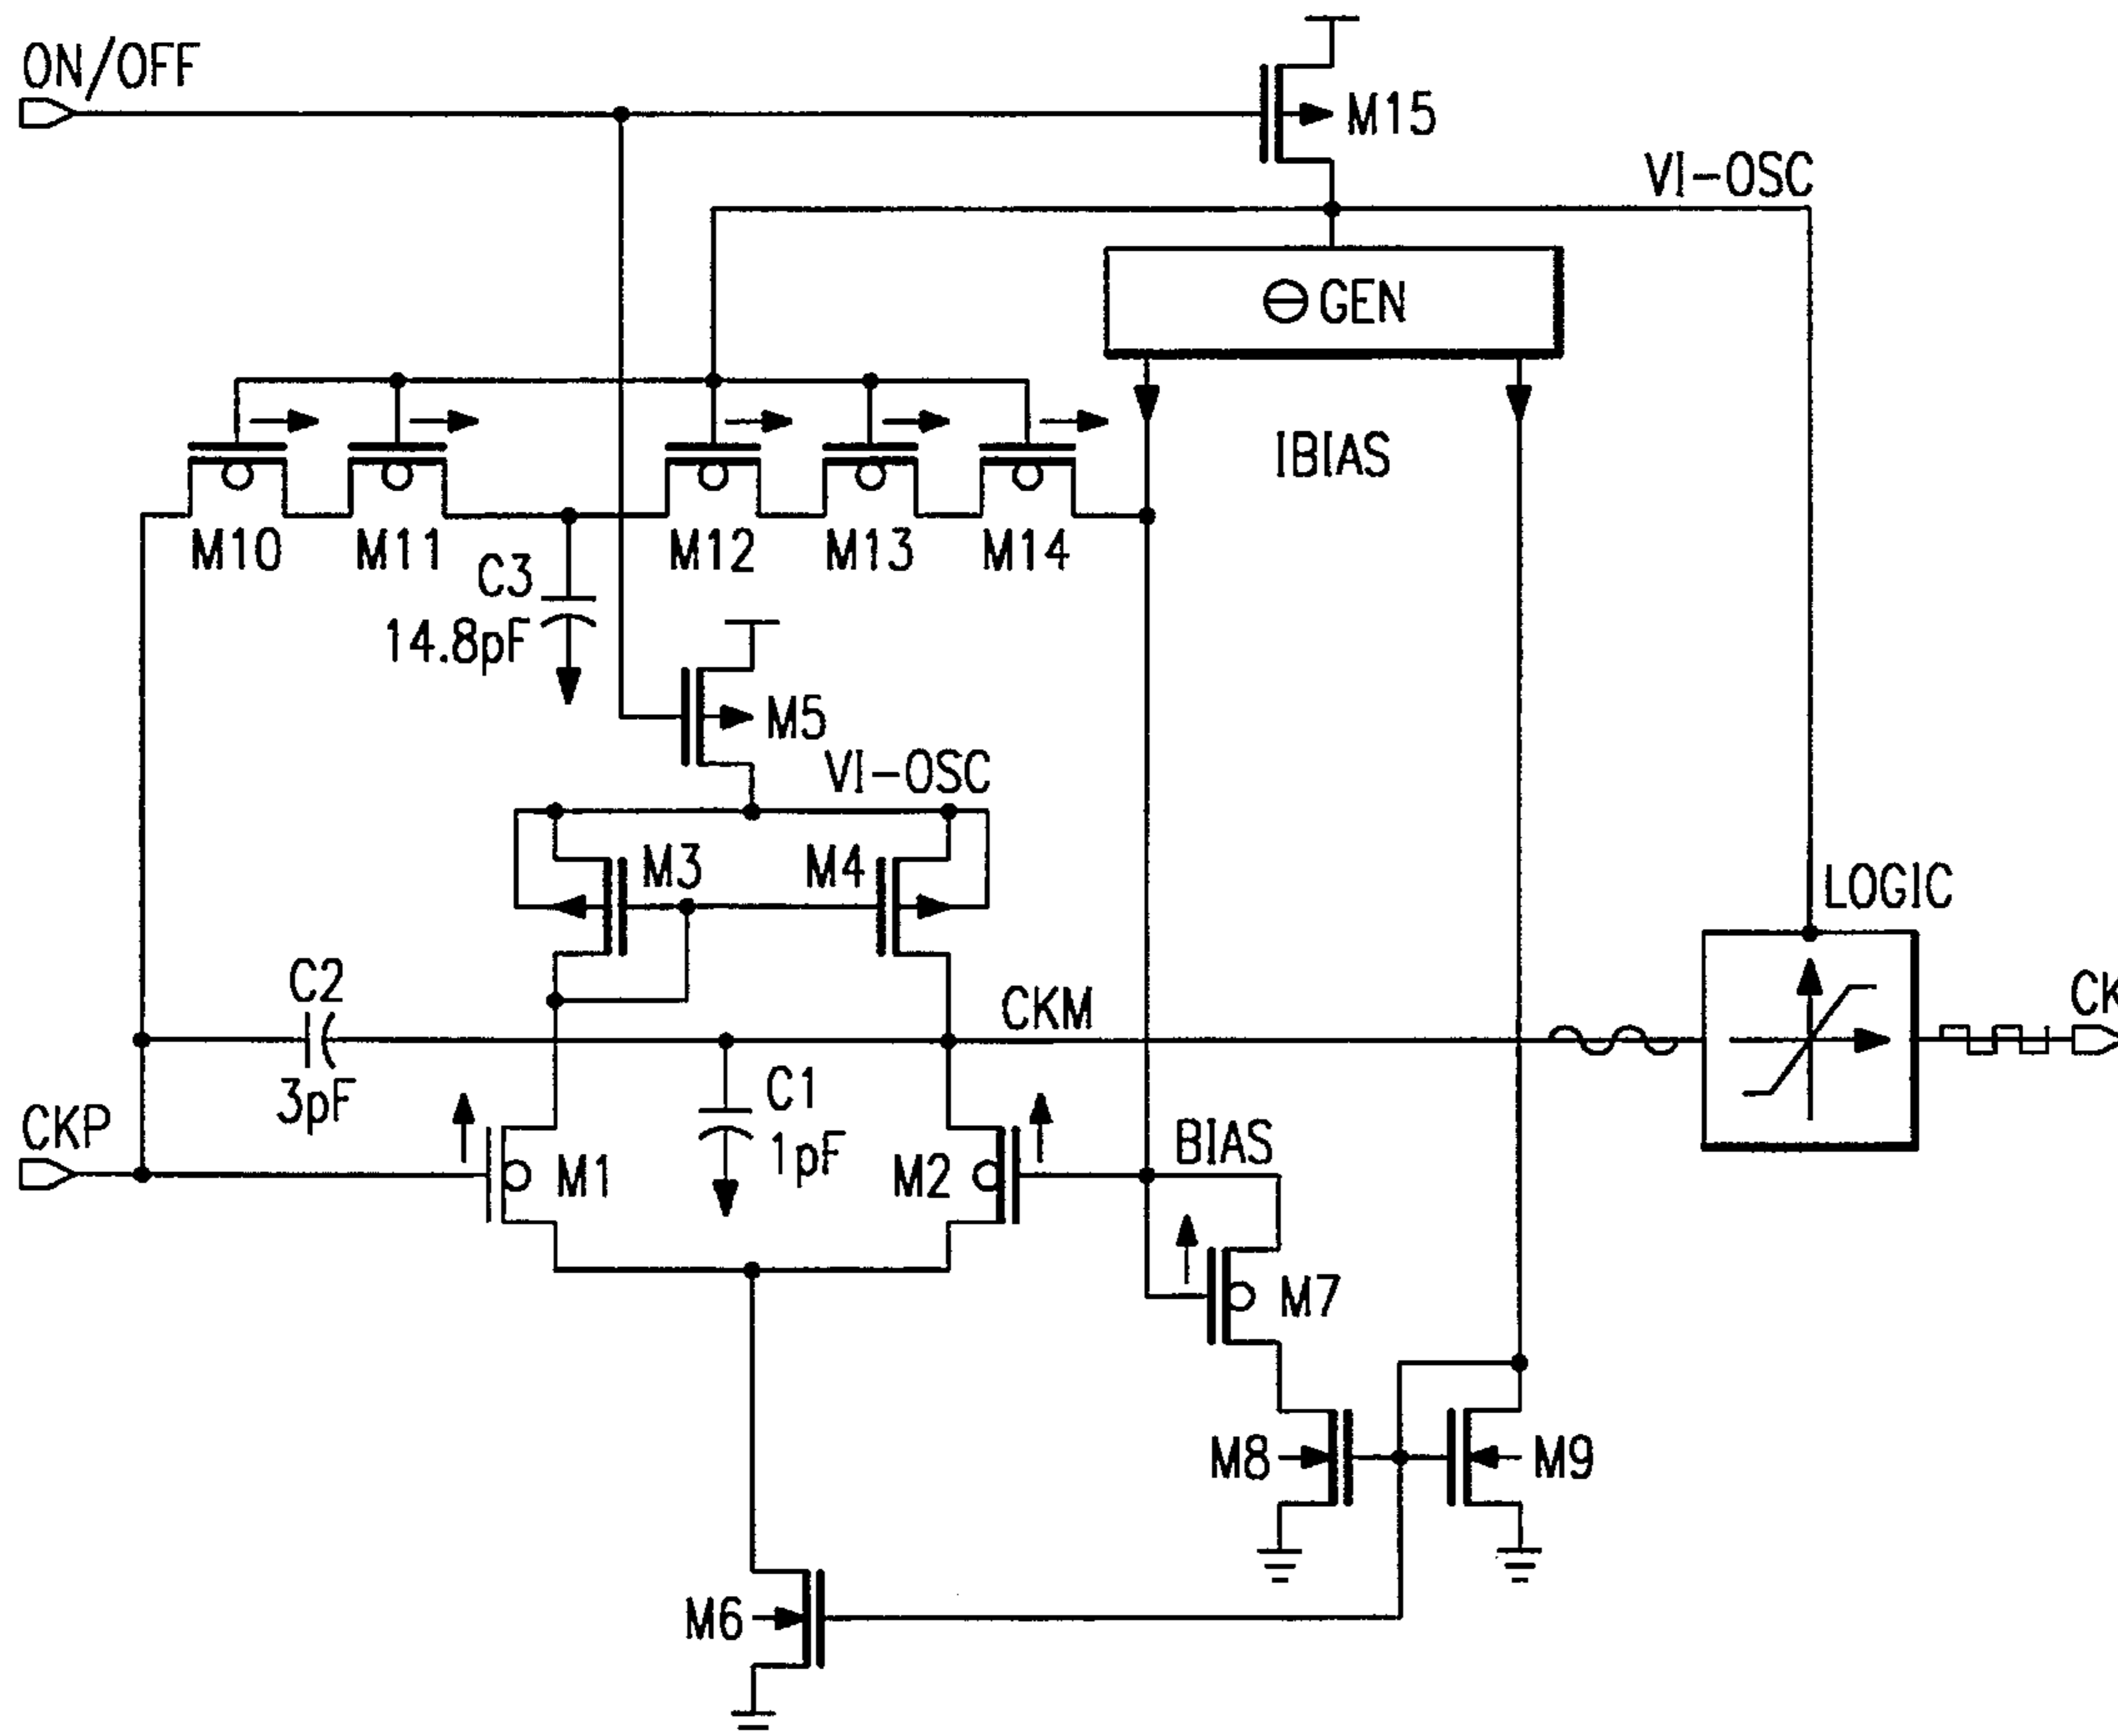 ON/OFF
M15
VI-OSC
⊖ GEN
IBIAS
M10
M11
M12
M13
M14
C3
14.8pF
M5
VI-OSC
M3
M4
LOGIC
C2
3pF
CKM
CK
CKP
M1
C1
1pF
M2
BIAS
M7
M8
M9
M6